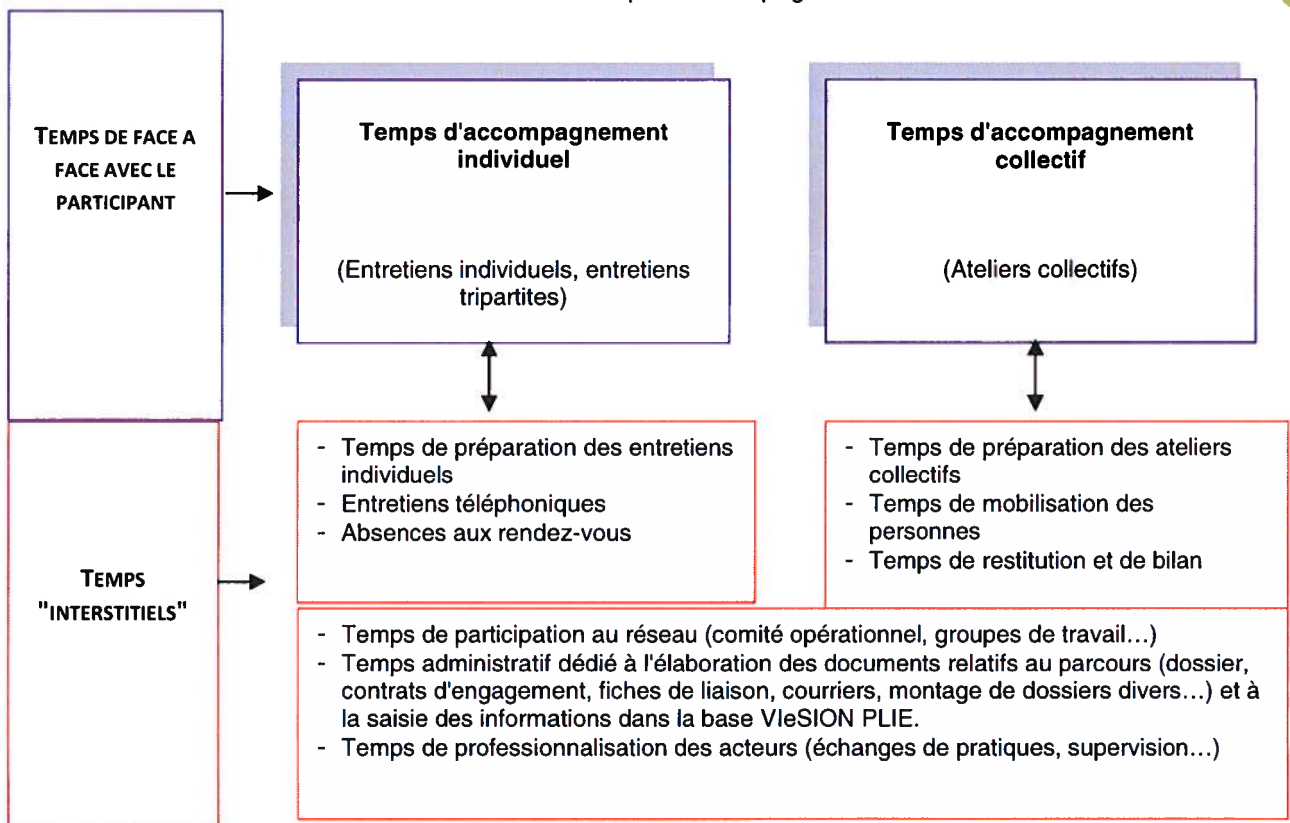 TEMPS DE FACE A
FACE AVEC LE
PARTICIPANT
Temps d'accompagnement
individuel
(Entretiens individuels, entretiens
tripartites)
Temps d'accompagnement
collectif
(Ateliers collectifs)
TEMPS
"INTERSTITIELS"
- Temps de préparation des entretiens
individuels
- Entretiens téléphoniques
- Absences aux rendez-vous
- Temps de préparation des ateliers
collectifs
- Temps de mobilisation des
personnes
- Temps de restitution et de bilan
- Temps de participation au réseau (comité opérationnel, groupes de travail…)
- Temps administratif dédié à l'élaboration des documents relatifs au parcours (dossier,
contrats d'engagement, fiches de liaison, courriers, montage de dossiers divers…) et à
la saisie des informations dans la base VIeSION PLIE.
- Temps de professionnalisation des acteurs (échanges de pratiques, supervision…)